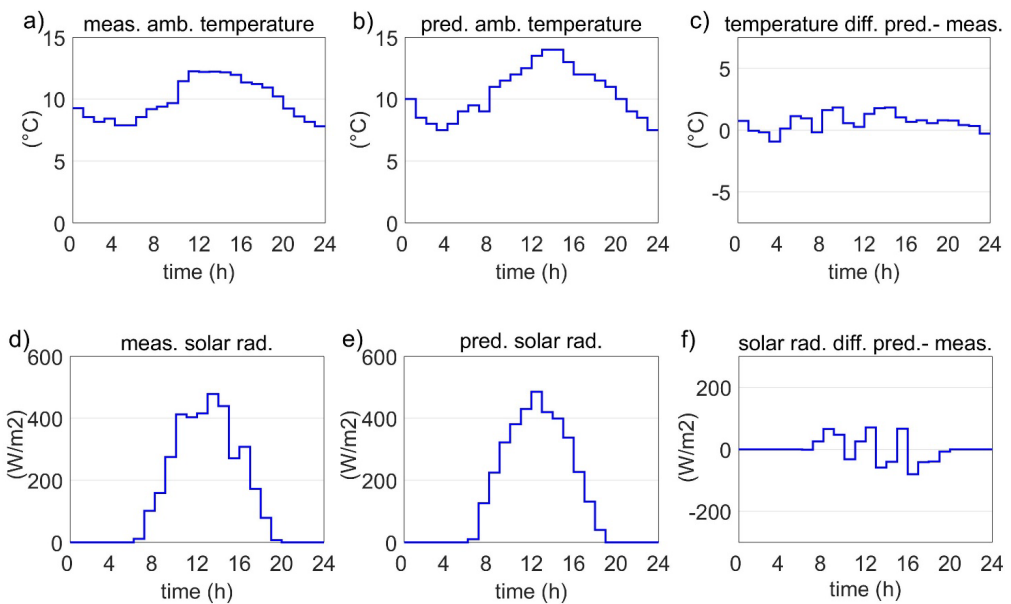 a) meas. amb. temperature
15
10
5
0
(°C)
0 4 8 12 16 20 24
time (h)
b) pred. amb. temperature
15
10
5
0
(°C)
0 4 8 12 16 20 24
time (h)
c) temperature diff. pred.- meas.
5
0
-5
(°C)
0 4 8 12 16 20 24
time (h)
d) meas. solar rad.
600
400
200
0
(W/m2)
0 4 8 12 16 20 24
time (h)
e) pred. solar rad.
600
400
200
0
(W/m2)
0 4 8 12 16 20 24
time (h)
f) solar rad. diff. pred.- meas.
200
0
-200
(W/m2)
0 4 8 12 16 20 24
time (h)